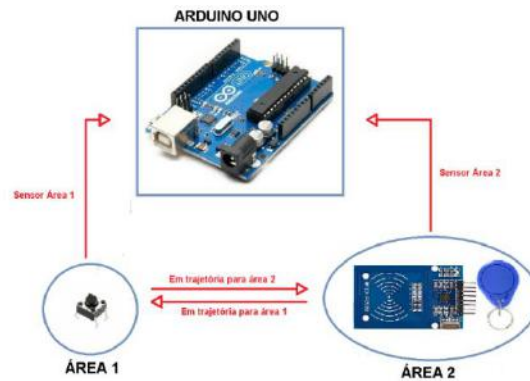 ARDUINO UNO
Sensor Área 1
Sensor Área 2
Em trajetória para área 2
Em trajetória para área 1
ÁREA 1
ÁREA 2